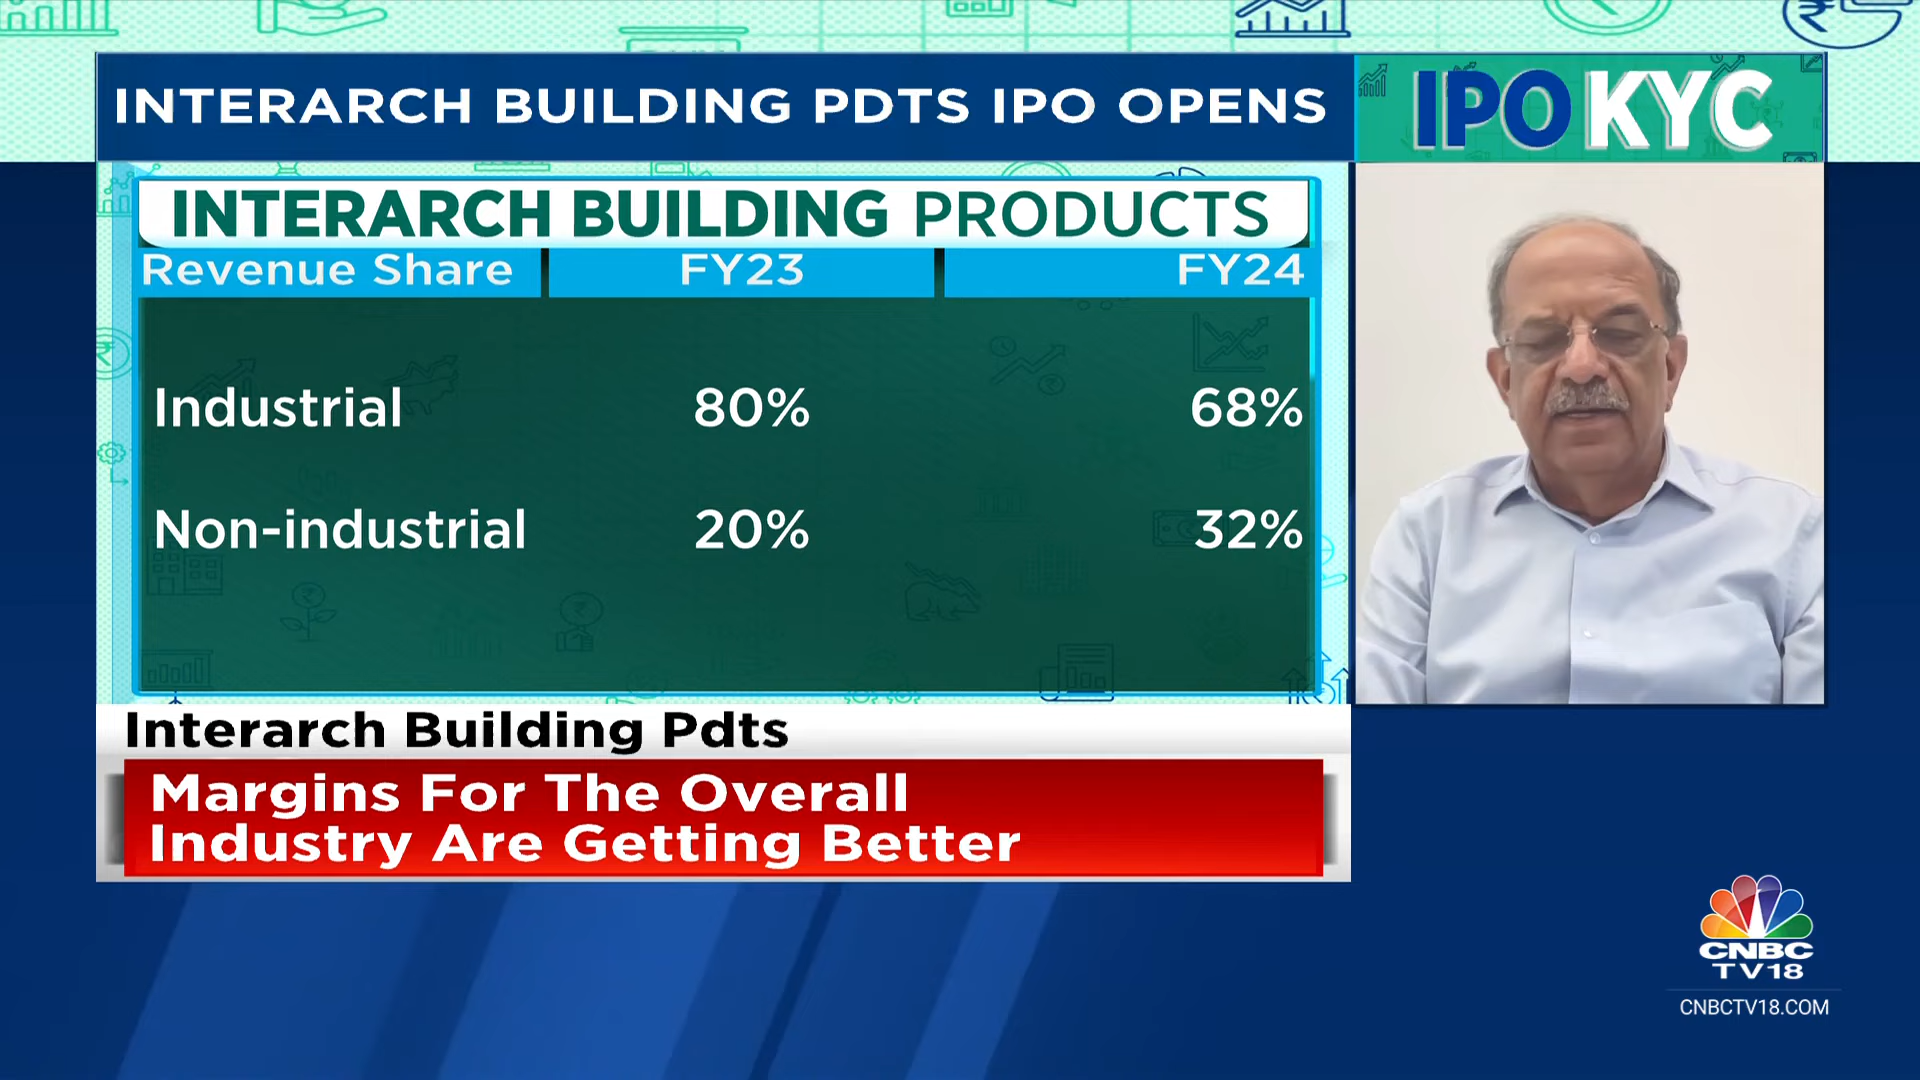 INTERARCH BUILDING PDTS IPO OPENS
IPO KYC
INTERARCH BUILDING PRODUCTS
Revenue Share FY23 FY24
Industrial 80% 68%
Non-industrial 20% 32%
Interarch Building Pdts
Margins For The Overall
Industry Are Getting Better
CNBC
TV18
CNBCTV18.COM